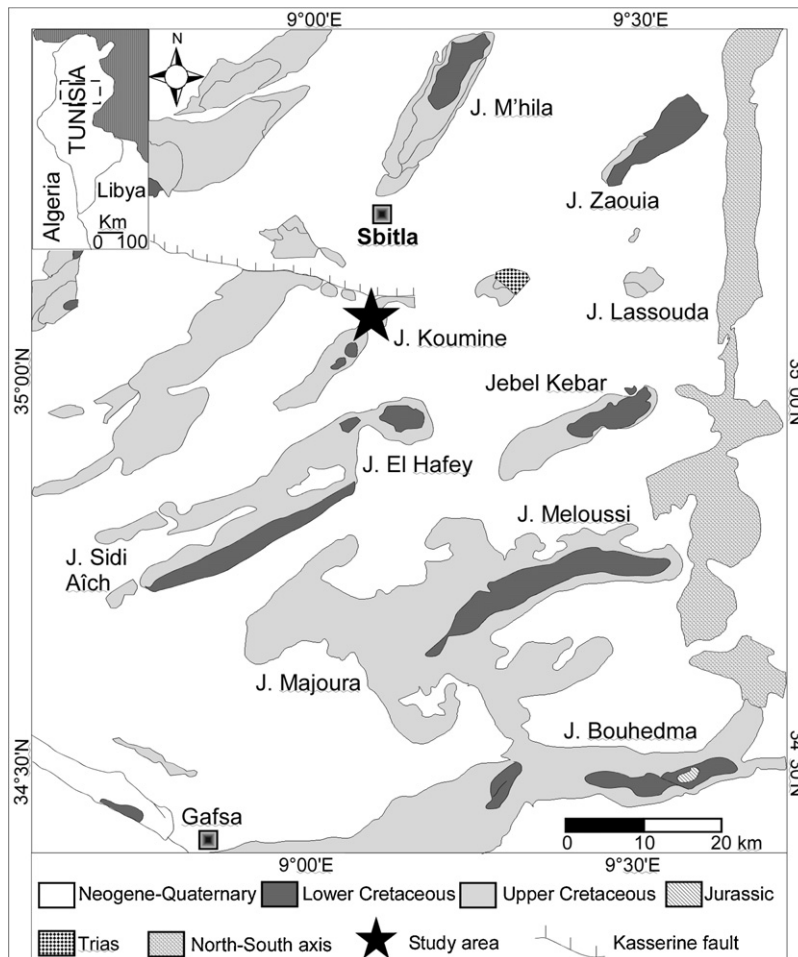 9°00'E
9°30'E
N
TUNISIA
Algeria
Libya
Km
0 100
J. M'hila
J. Zaouia
Sbitla
J. Lassouda
J. Koumine
35°00'N
35°00'N
Jebel Kebar
J. El Hafey
J. Meloussi
J. Sidi
Aîch
J. Majoura
J. Bouhedma
34°30'N
34°30'N
Gafsa
0 10 20 km
9°00'E
9°30'E
Neogene-Quaternary Lower Cretaceous Upper Cretaceous Jurassic
Trias North-South axis Study area Kasserine fault